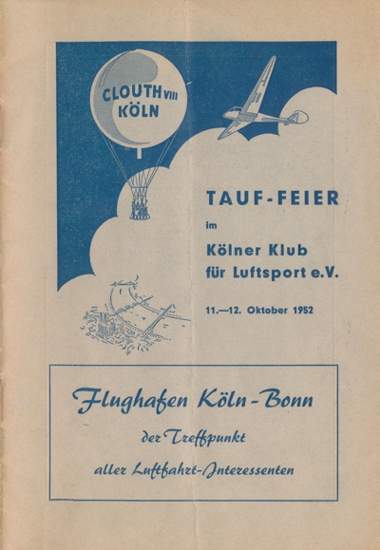 CLOUTH VIII
KÖLN
TAUF-FEIER
im
Kölner Klub
für Luftsport e.V.
11.—12. Oktober 1952
Flughafen Köln-Bonn
der Treffpunkt
aller Luftfahrt-Interessenten